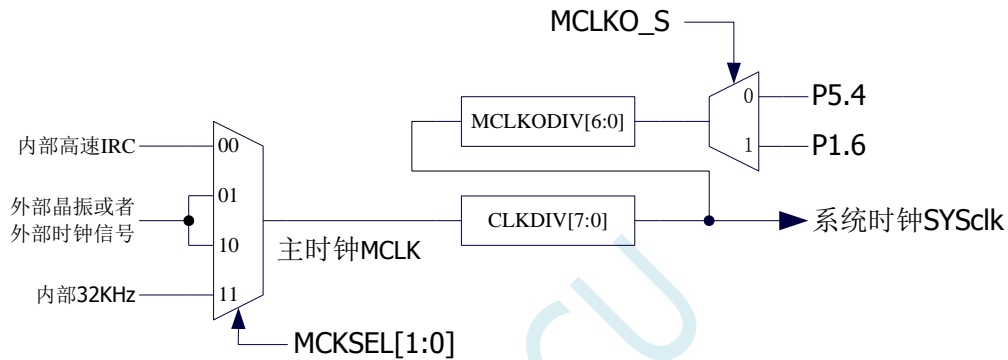 MCLKO_S
0
P5.4
MCLKODIV[6:0]
内部高速IRC
00
1
P1.6
01
外部晶振或者
外部时钟信号
CLKDIV[7:0]
系统时钟SYSclk
10
主时钟MCLK
内部32KHz
11
MCKSEL[1:0]
CU